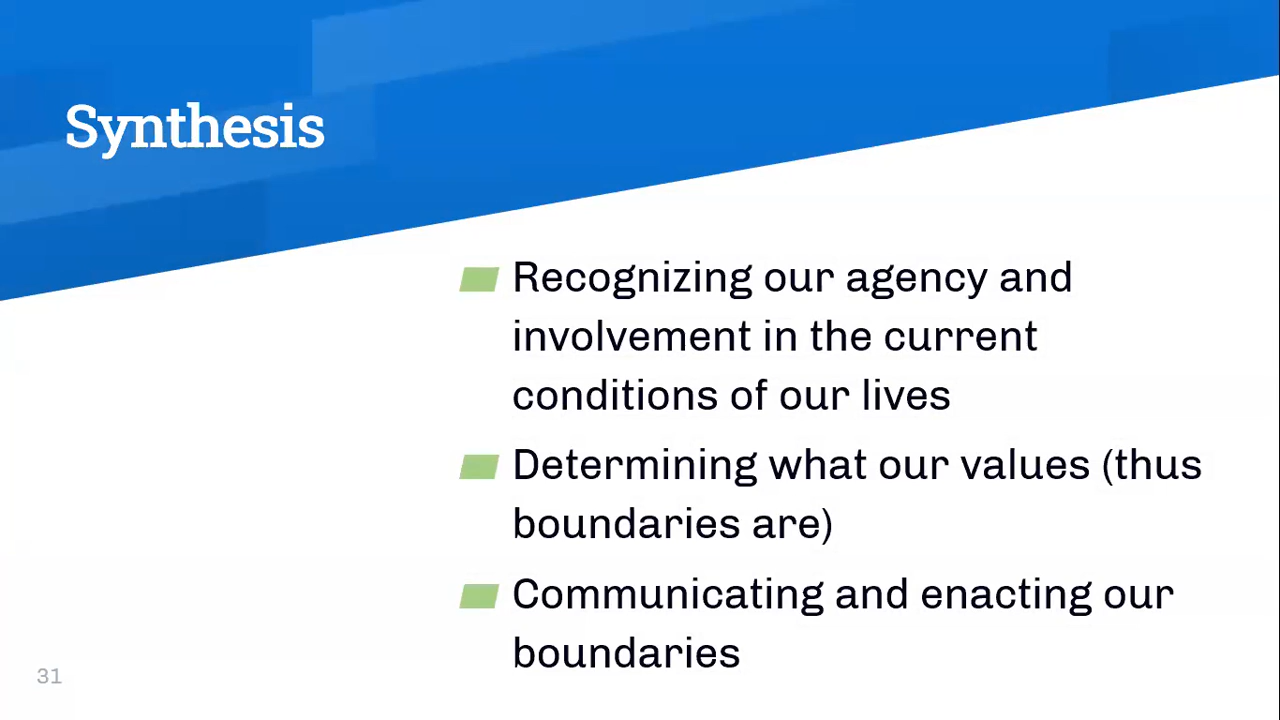 Synthesis
Recognizing our agency and
involvement in the current
conditions of our lives
Determining what our values (thus
boundaries are)
Communicating and enacting our
boundaries
31